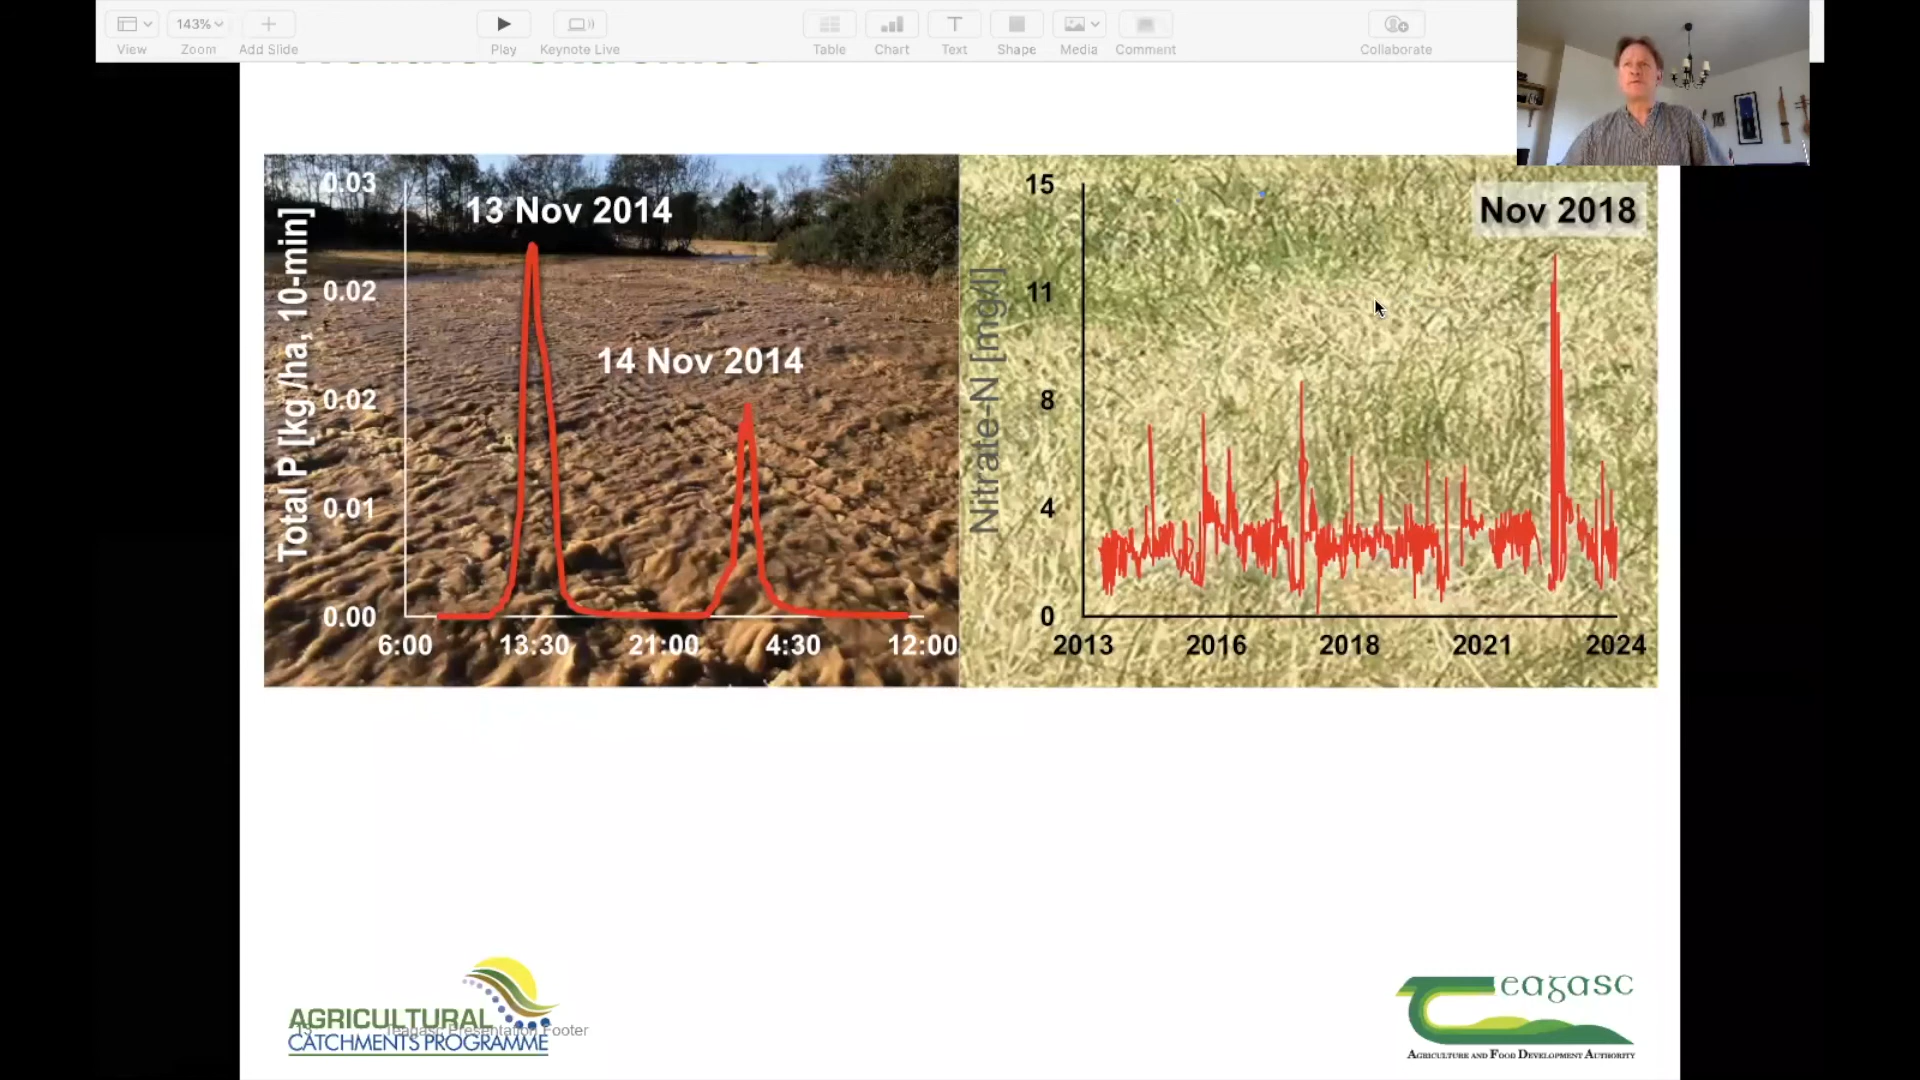 143%
View
Zoom
Add Slide
Play
Keynote Live
Table
Chart
Text
Shape
Media
Comment
Collaborate
Total P [kg /ha, 10-min]
0.03
0.02
0.02
0.01
0.00
13 Nov 2014
14 Nov 2014
6:00 13:30 21:00 4:30 12:00
Nitrate-N [mg/l]
15
11
8
4
0
Nov 2018
2013 2016 2018 2021 2024
AGRICULTURAL
CATCHMENTS PROGRAMME
Teagasc Presentation Footer
eagasc
AGRICULTURE AND FOOD DEVELOPMENT AUTHORITY